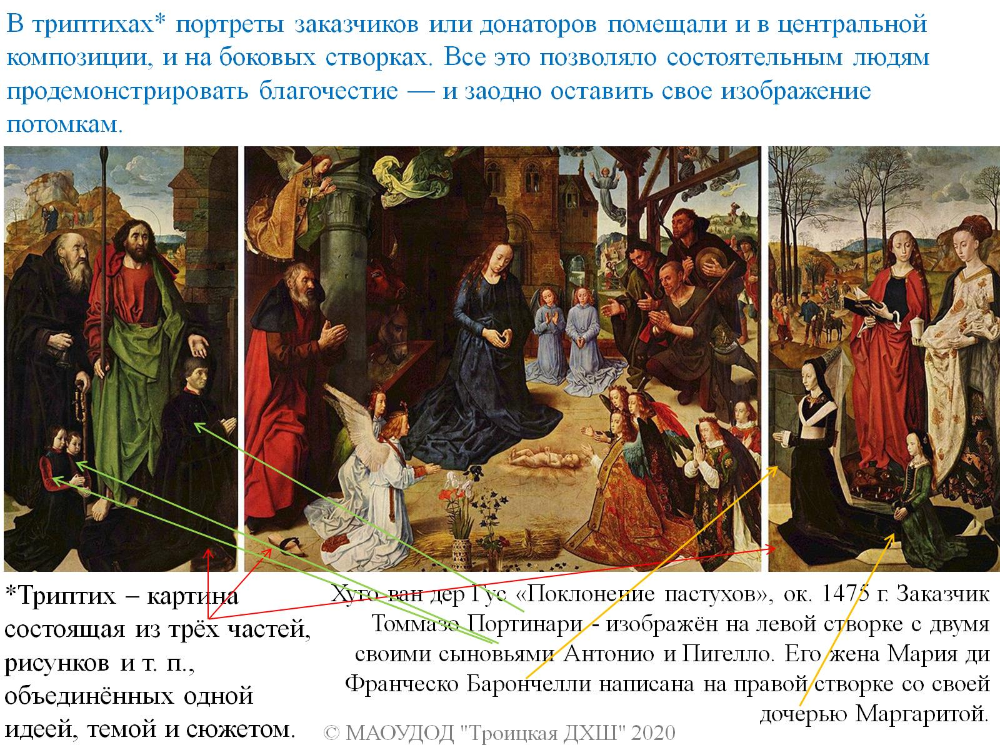 В триптихах* портреты заказчиков или донаторов помещали и в центральной
композиции, и на боковых створках. Все это позволяло состоятельным людям
продемонстрировать благочестие — и заодно оставить свое изображение
потомкам.
*Триптих – картина
состоящая из трёх частей,
рисунков и т. п.,
объединённых одной
идеей, темой и сюжетом.
Хуго ван дер Гус «Поклонение пастухов», ок. 1475 г. Заказчик
Томмазо Портинари - изображён на левой створке с двумя
своими сыновьями Антонио и Пигелло. Его жена Мария ди
Франческо Барончелли написана на правой створке со своей
дочерью Маргаритой.
© МАОУДОД "Троицкая ДХШ" 2020